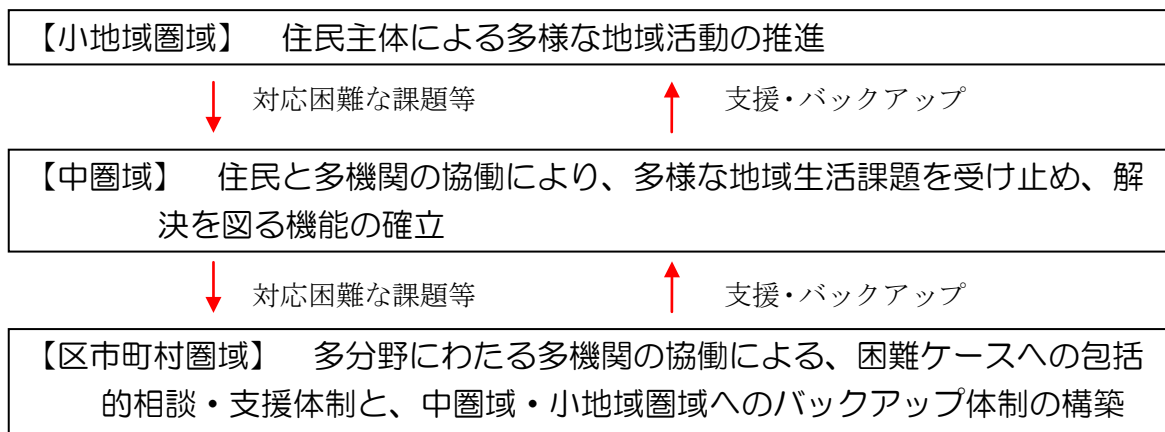 【小地域圏域】　住民主体による多様な地域活動の推進
対応困難な課題等　支援・バックアップ
【中圏域】　住民と多機関の協働により、多様な地域生活課題を受け止め、解
決を図る機能の確立
対応困難な課題等　支援・バックアップ
【区市町村圏域】　多分野にわたる多機関の協働による、困難ケースへの包括
的相談・支援体制と、中圏域・小地域圏域へのバックアップ体制の構築